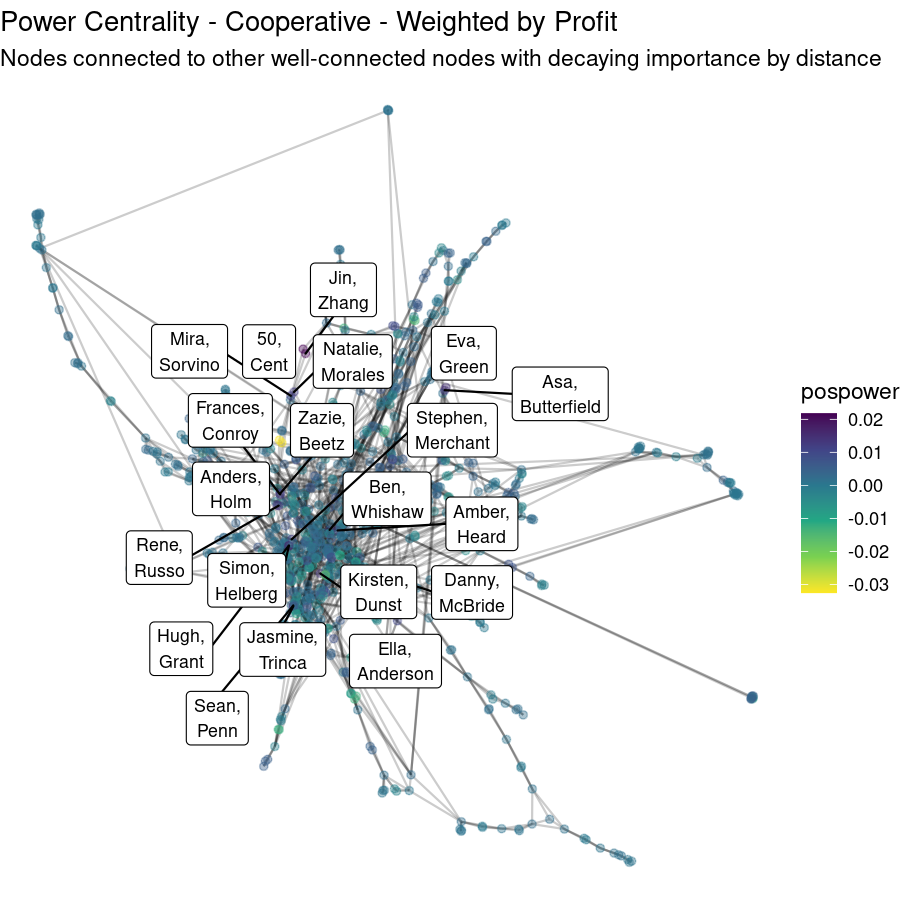 Power Centrality - Cooperative - Weighted by Profit
Nodes connected to other well-connected nodes with decaying importance by distance
Jin,
Zhang
Mira,
Sorvino
50,
Cent
Natalie,
Morales
Eva,
Green
Asa,
Butterfield
Frances,
Conroy
Zazie,
Beetz
Stephen,
Merchant
Anders,
Holm
Ben,
Whishaw
Amber,
Heard
Rene,
Russo
Simon,
Helberg
Kirsten,
Dunst
Danny,
McBride
Hugh,
Grant
Jasmine,
Trinca
Ella,
Anderson
Sean,
Penn
pospower
0.02
0.01
0.00
-0.01
-0.02
-0.03